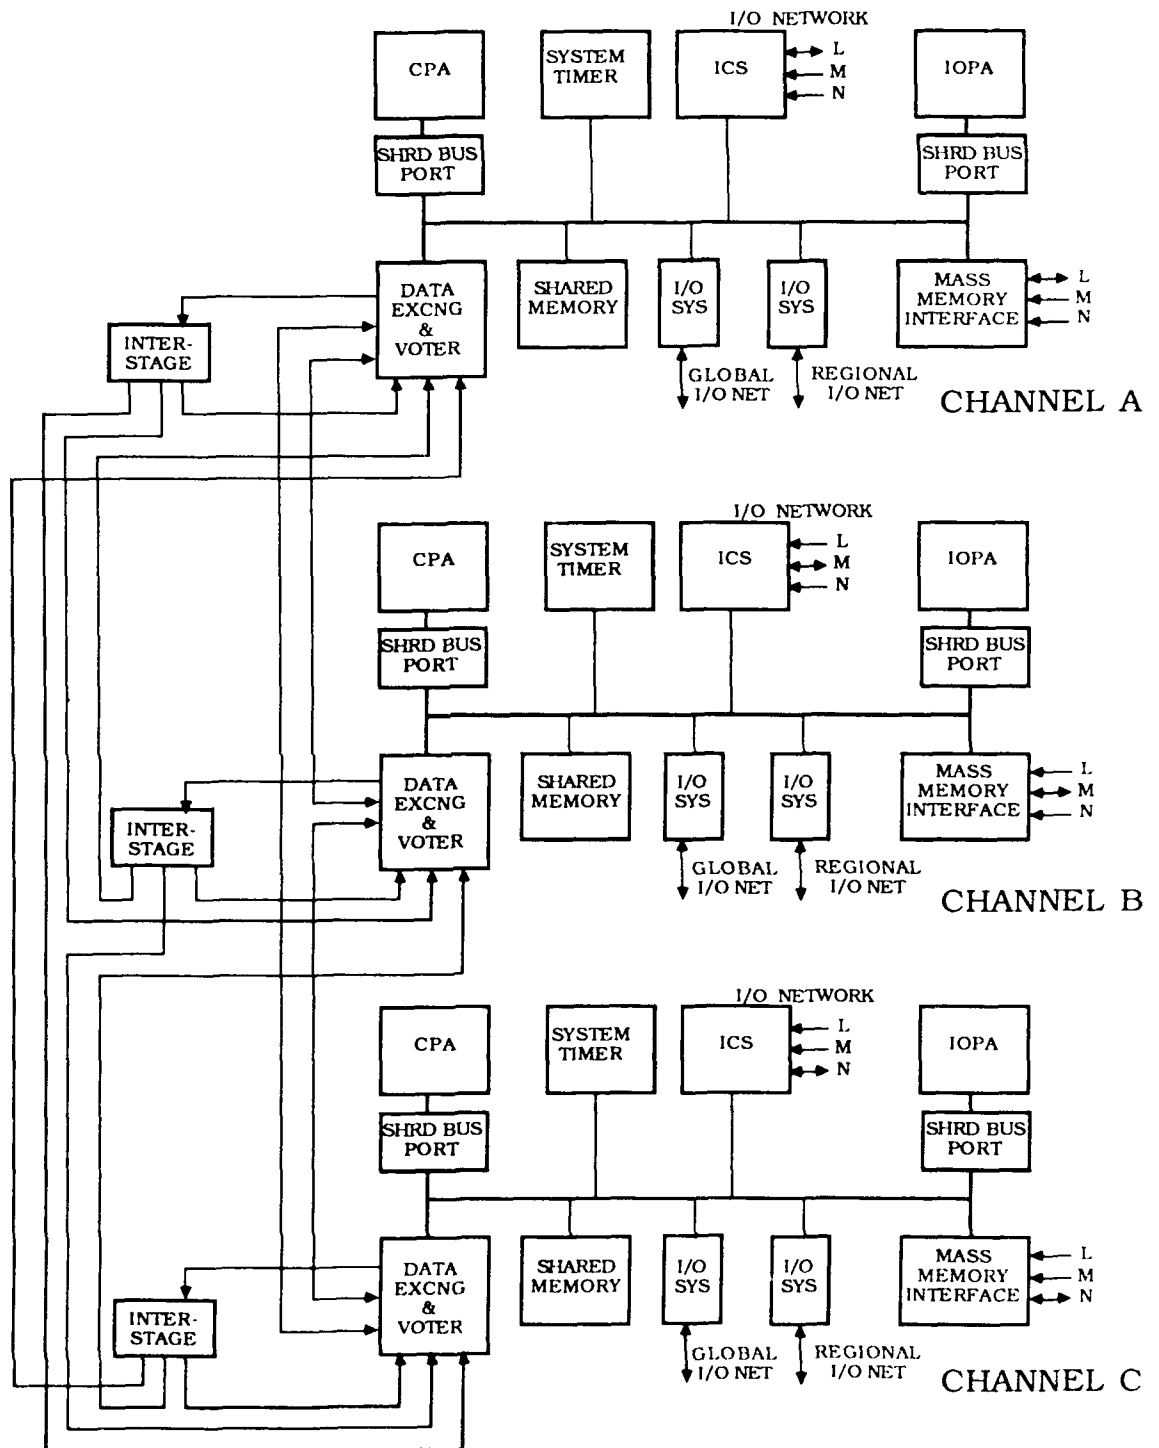 I/O NETWORK
CPA
SYSTEM
TIMER
ICS
L
M
N
IOPA
SHRD BUS
PORT
SHRD BUS
PORT
DATA
EXCNG
&
VOTER
SHARED
MEMORY
I/O
SYS
I/O
SYS
MASS
MEMORY
INTERFACE
L
M
N
INTER-
STAGE
GLOBAL
I/O NET
REGIONAL
I/O NET
CHANNEL A
I/O NETWORK
CPA
SYSTEM
TIMER
ICS
L
M
N
IOPA
SHRD BUS
PORT
SHRD BUS
PORT
DATA
EXCNG
&
VOTER
SHARED
MEMORY
I/O
SYS
I/O
SYS
MASS
MEMORY
INTERFACE
L
M
N
INTER-
STAGE
GLOBAL
I/O NET
REGIONAL
I/O NET
CHANNEL B
I/O NETWORK
CPA
SYSTEM
TIMER
ICS
L
M
N
IOPA
SHRD BUS
PORT
SHRD BUS
PORT
DATA
EXCNG
&
VOTER
SHARED
MEMORY
I/O
SYS
I/O
SYS
MASS
MEMORY
INTERFACE
L
M
N
INTER-
STAGE
GLOBAL
I/O NET
REGIONAL
I/O NET
CHANNEL C